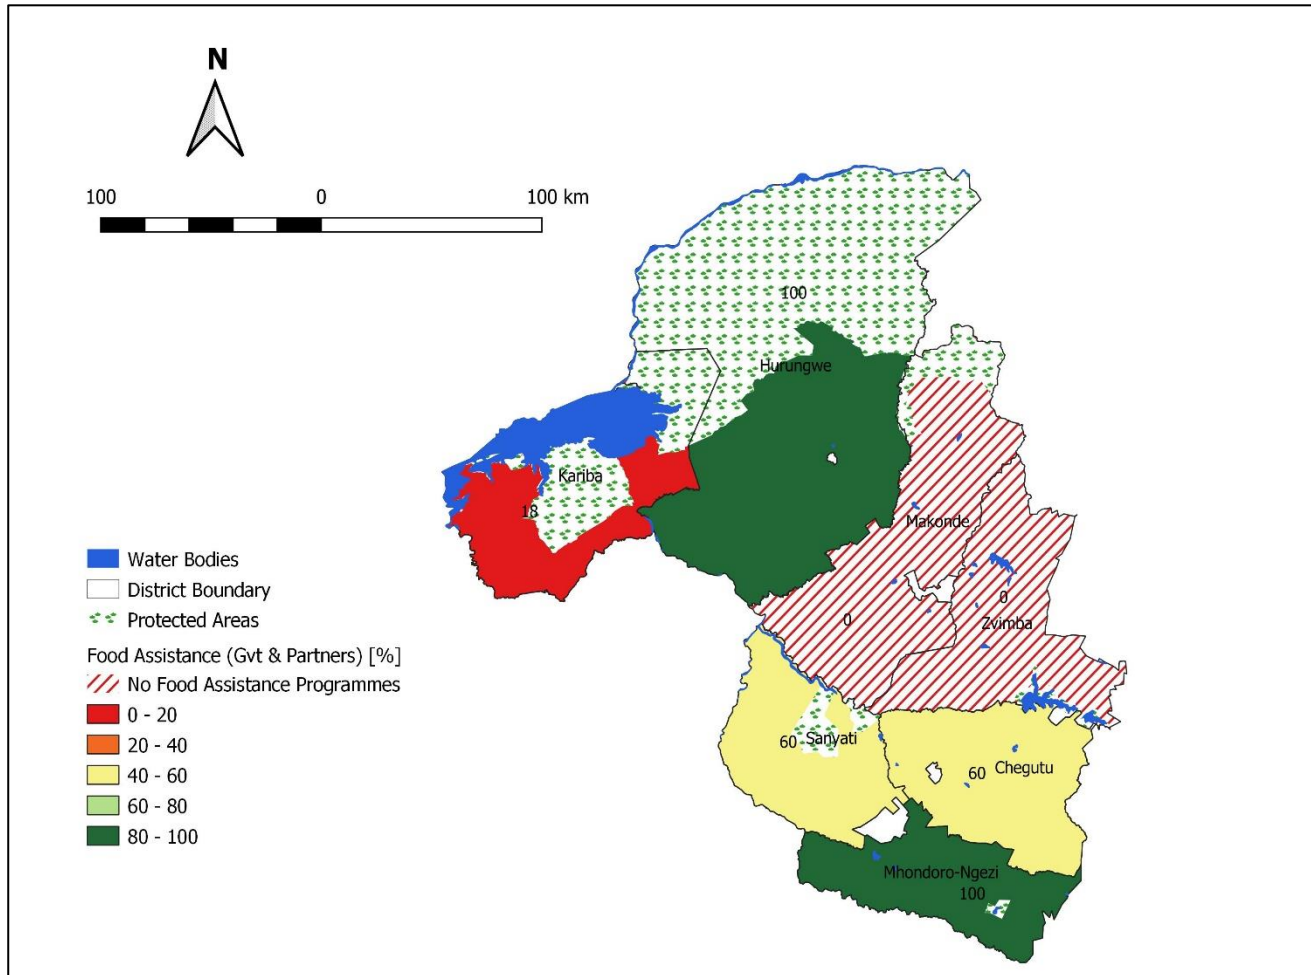 N
100 0 100 km
100
Hurungwe
Kariba
18
Makonde
0
Zvimba
0
60 Sanyati
60 Chegutu
Mhondoro-Ngezi
100
Water Bodies
District Boundary
Protected Areas
Food Assistance (Gvt & Partners) [%]
No Food Assistance Programmes
0 - 20
20 - 40
40 - 60
60 - 80
80 - 100